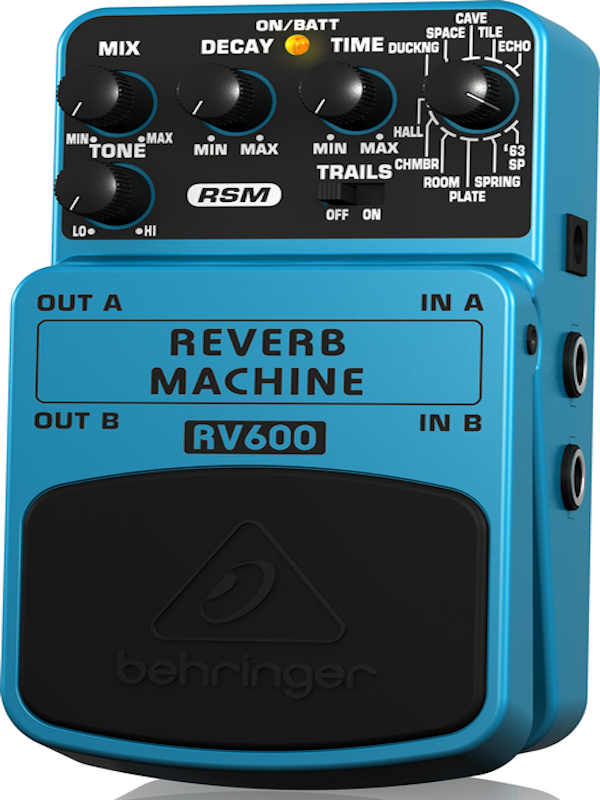 ON/BATT
MIX
DECAY
TIME
MIN
MAX
MIN
MAX
MIN
MAX
TONE
LO
HI
RSM
TRAILS
OFF
ON
DUCKNG
SPACE
CAVE
TILE
ECHO
HALL
CHMBR
ROOM
PLATE
SPRING
'63
SP
OUT A
IN A
REVERB
MACHINE
OUT B
IN B
RV600
behringer